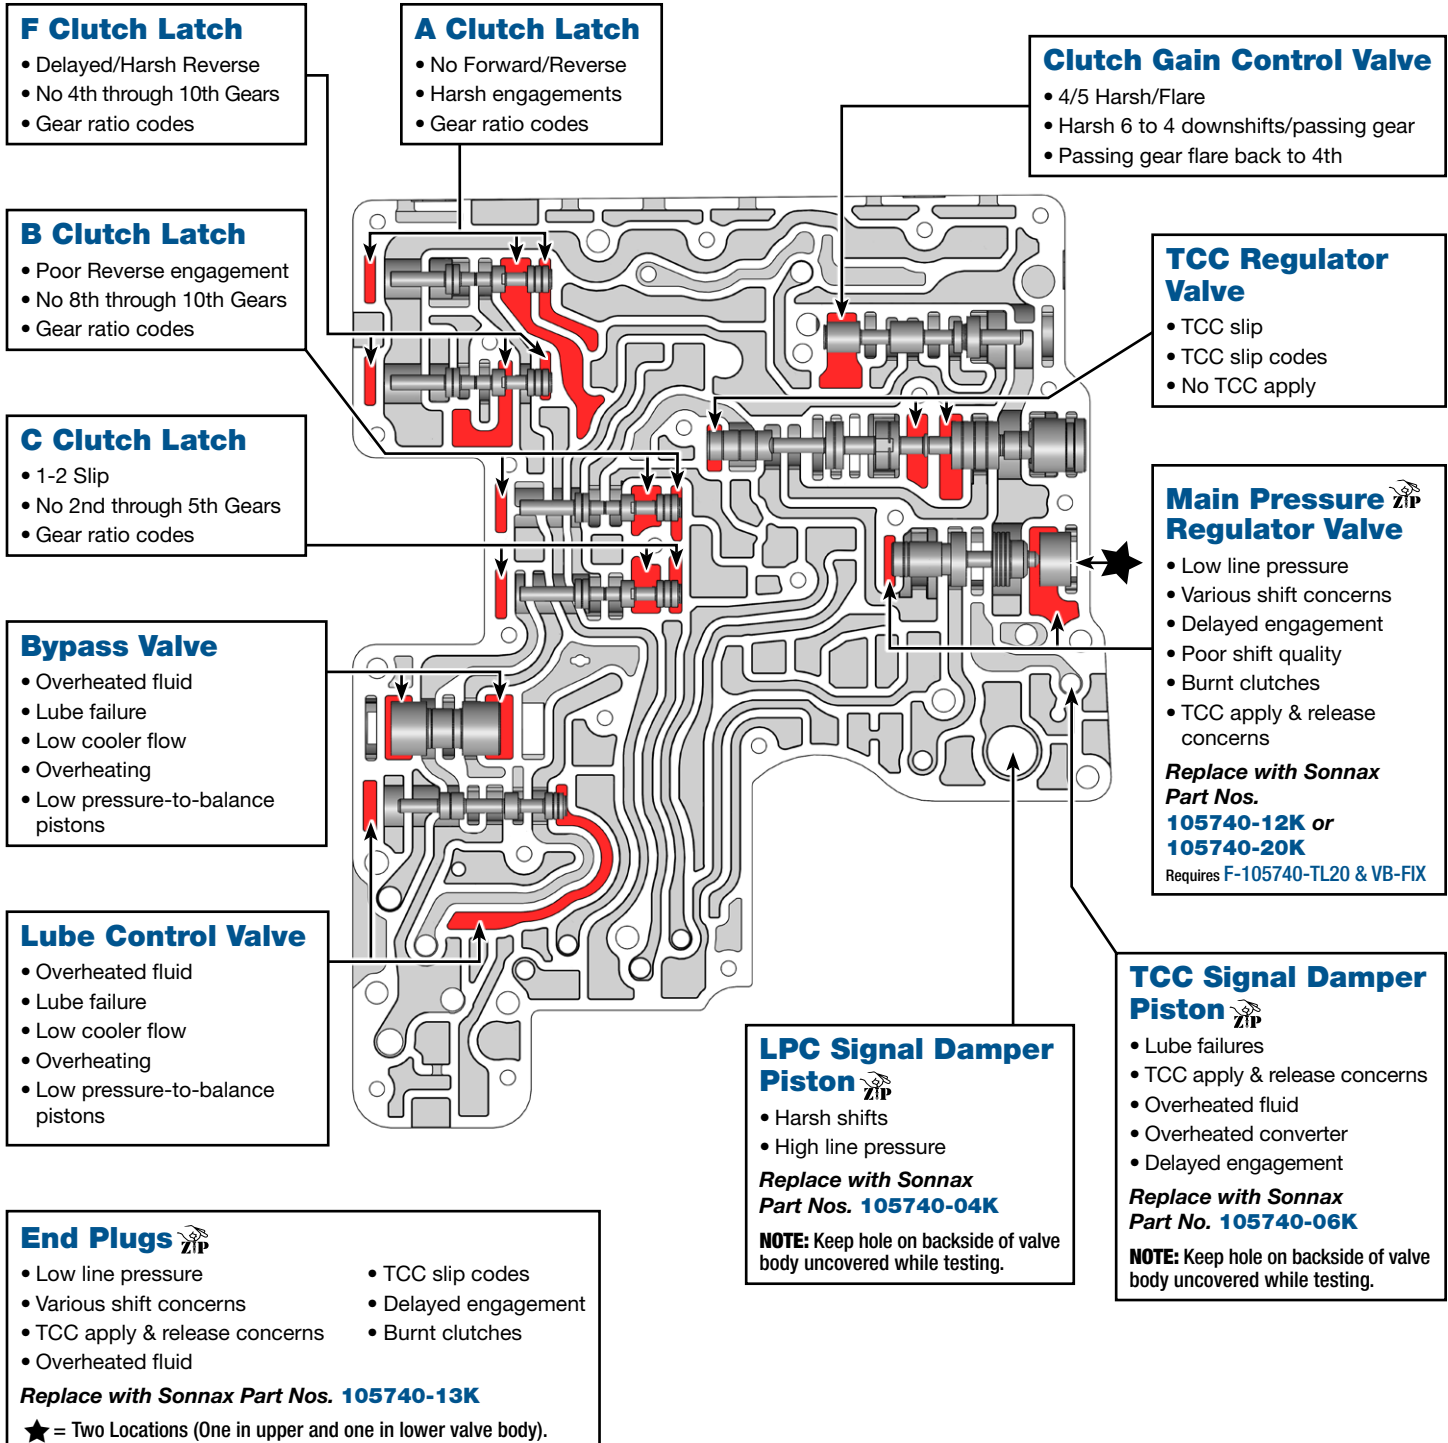 F Clutch Latch
• Delayed/Harsh Reverse
• No 4th through 10th Gears
• Gear ratio codes
A Clutch Latch
• No Forward/Reverse
• Harsh engagements
• Gear ratio codes
Clutch Gain Control Valve
• 4/5 Harsh/Flare
• Harsh 6 to 4 downshifts/passing gear
• Passing gear flare back to 4th
B Clutch Latch
• Poor Reverse engagement
• No 8th through 10th Gears
• Gear ratio codes
TCC Regulator
Valve
• TCC slip
• TCC slip codes
• No TCC apply
C Clutch Latch
• 1-2 Slip
• No 2nd through 5th Gears
• Gear ratio codes
Main Pressure ZIP
Regulator Valve
• Low line pressure
• Various shift concerns
• Delayed engagement
• Poor shift quality
• Burnt clutches
• TCC apply & release
concerns
Replace with Sonnax
Part Nos.
105740-12K or
105740-20K
Requires F-105740-TL20 & VB-FIX
Bypass Valve
• Overheated fluid
• Lube failure
• Low cooler flow
• Overheating
• Low pressure-to-balance
pistons
Lube Control Valve
• Overheated fluid
• Lube failure
• Low cooler flow
• Overheating
• Low pressure-to-balance
pistons
LPC Signal Damper
Piston ZIP
• Harsh shifts
• High line pressure
Replace with Sonnax
Part Nos. 105740-04K
NOTE: Keep hole on backside of valve
body uncovered while testing.
TCC Signal Damper
Piston ZIP
• Lube failures
• TCC apply & release concerns
• Overheated fluid
• Overheated converter
• Delayed engagement
Replace with Sonnax
Part No. 105740-06K
NOTE: Keep hole on backside of valve
body uncovered while testing.
End Plugs ZIP
• Low line pressure
• Various shift concerns
• TCC apply & release concerns
• Overheated fluid
• TCC slip codes
• Delayed engagement
• Burnt clutches
Replace with Sonnax Part Nos. 105740-13K
★ = Two Locations (One in upper and one in lower valve body).